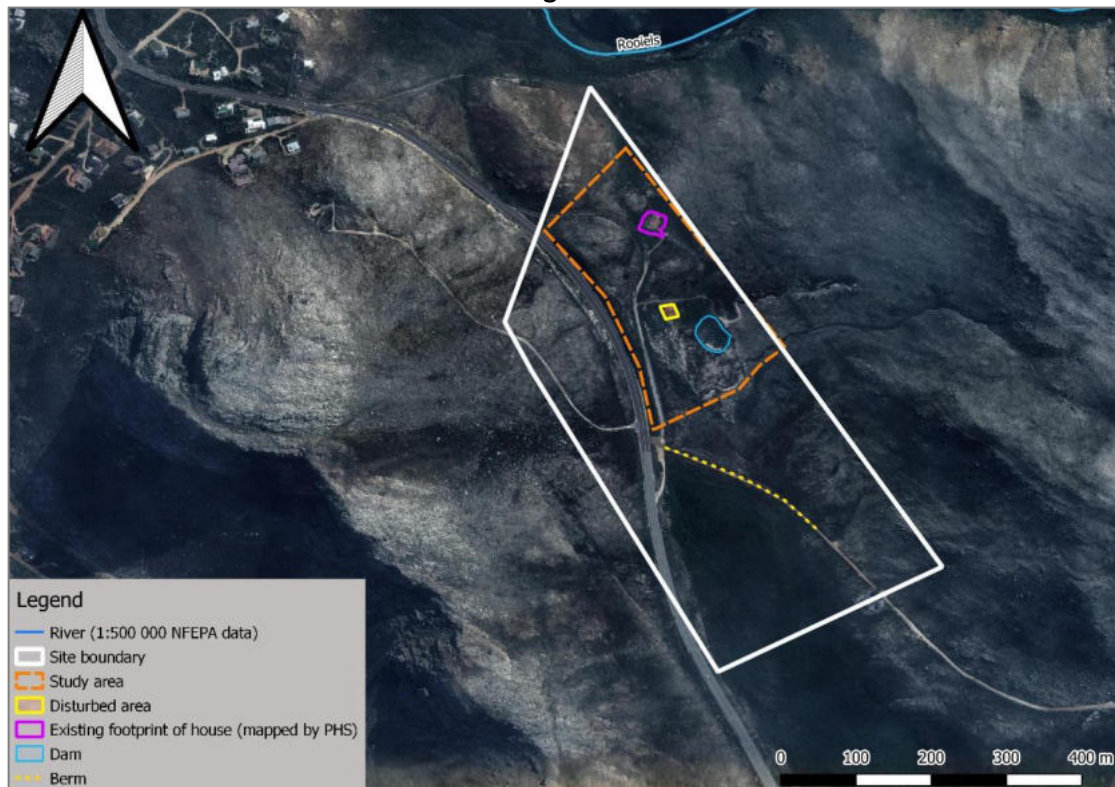 Rooiels
Legend
River (1:500 000 NFEPA data)
Site boundary
Study area
Disturbed area
Existing footprint of house (mapped by PHS)
Dam
Berm
0 100 200 300 400 m